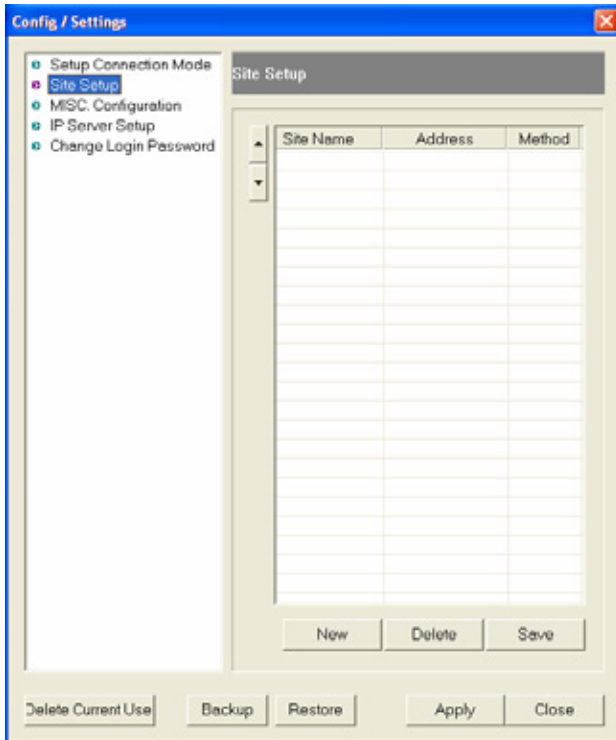 Config / Settings
Setup Connection Mode
Site Setup
MISC. Configuration
IP Server Setup
Change Login Password
Site Setup
Site Name Address Method
New Delete Save
Delete Current Use Backup Restore Apply Close